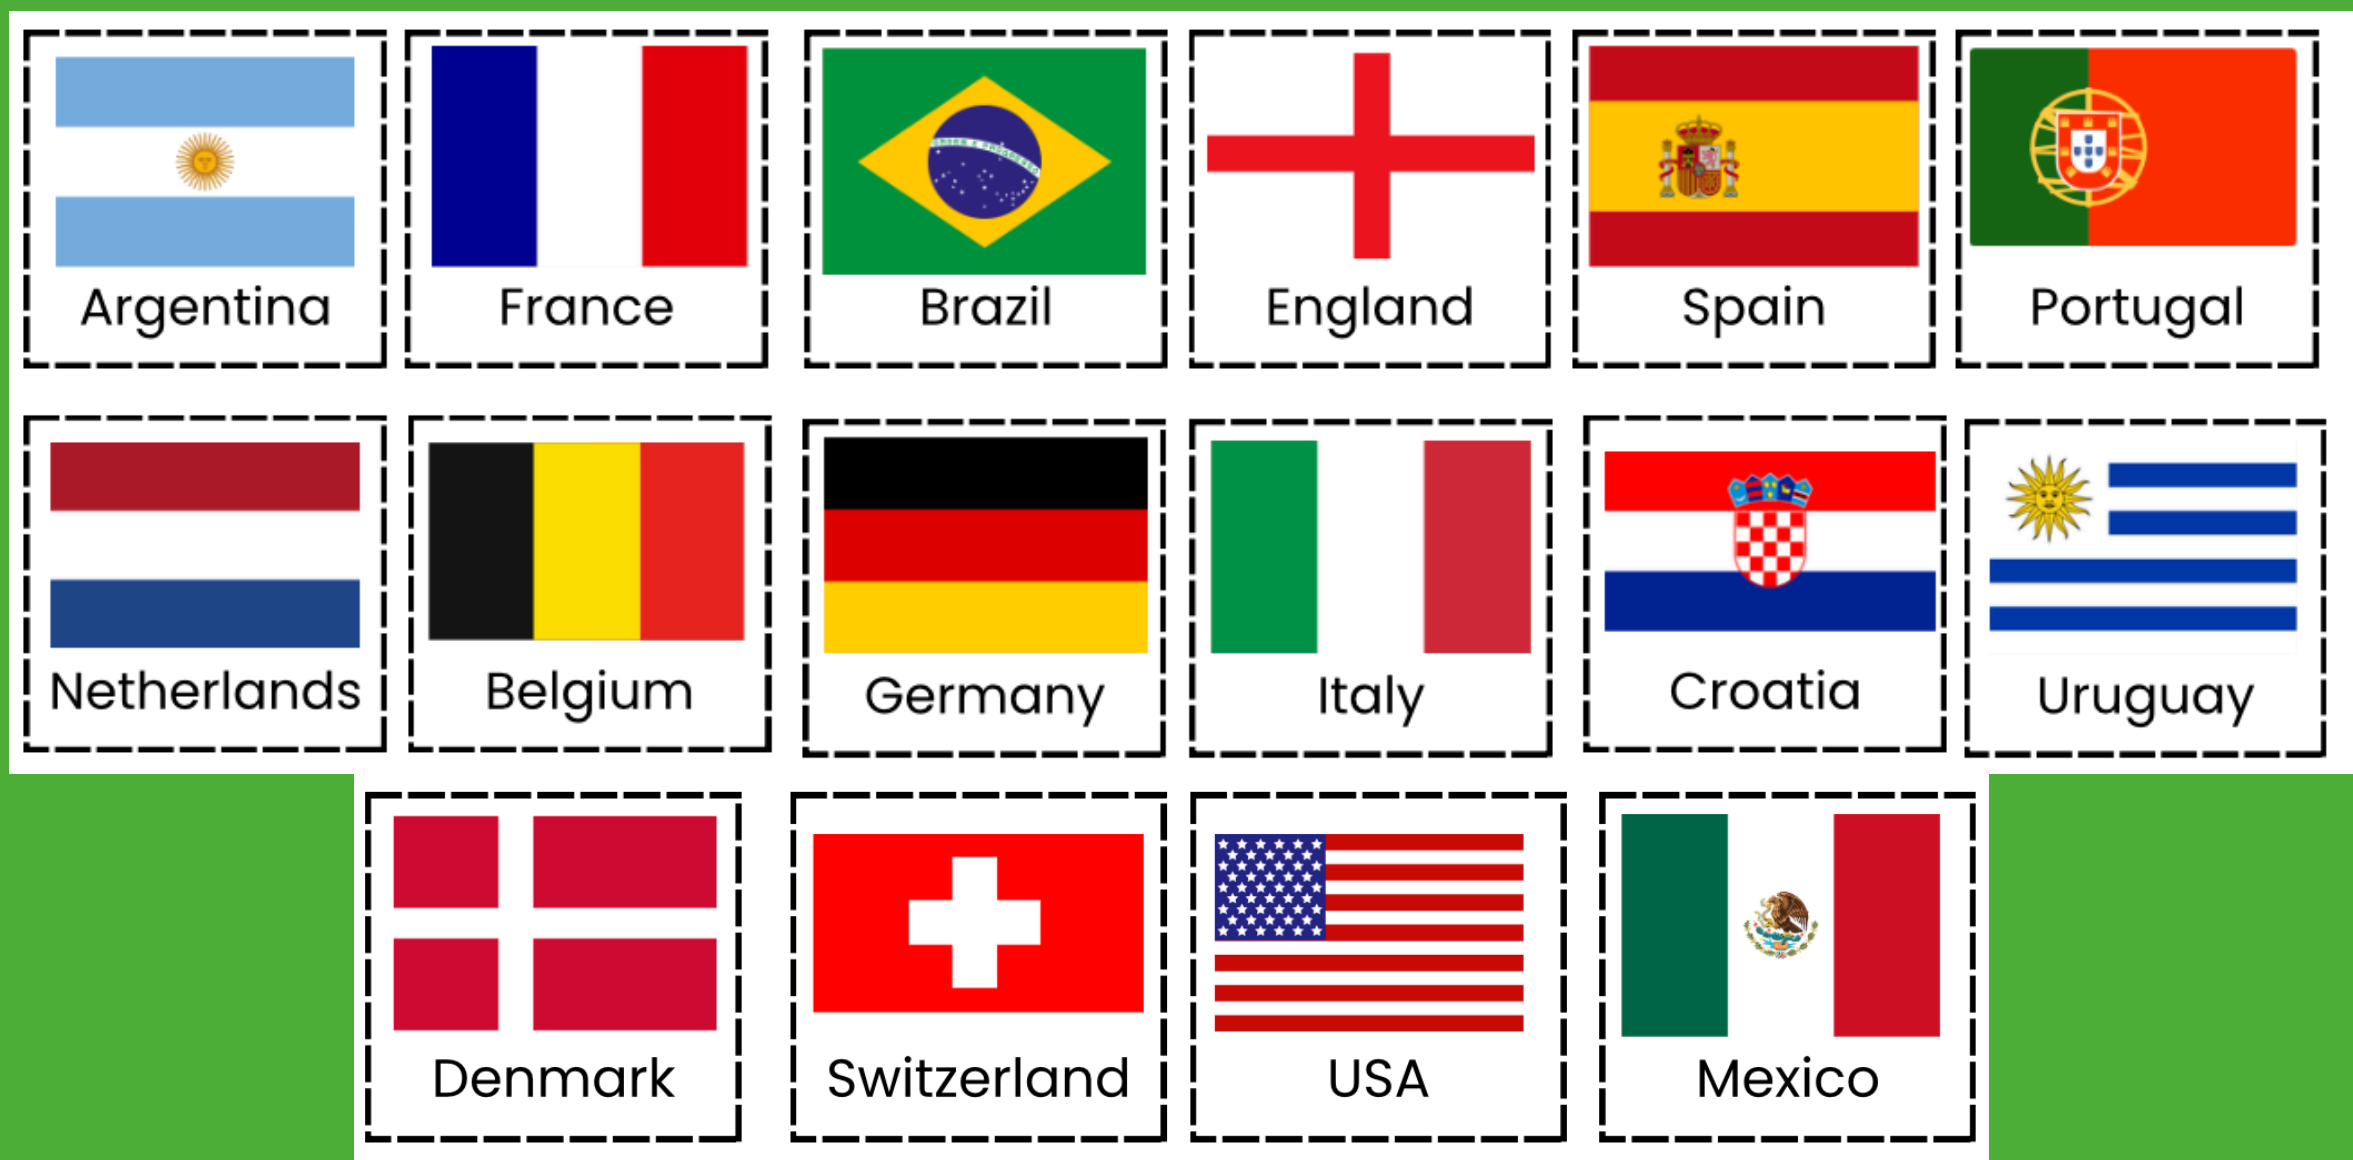 Argentina
France
Brazil
England
Spain
Portugal
Netherlands
Belgium
Germany
Italy
Croatia
Uruguay
Denmark
Switzerland
USA
Mexico